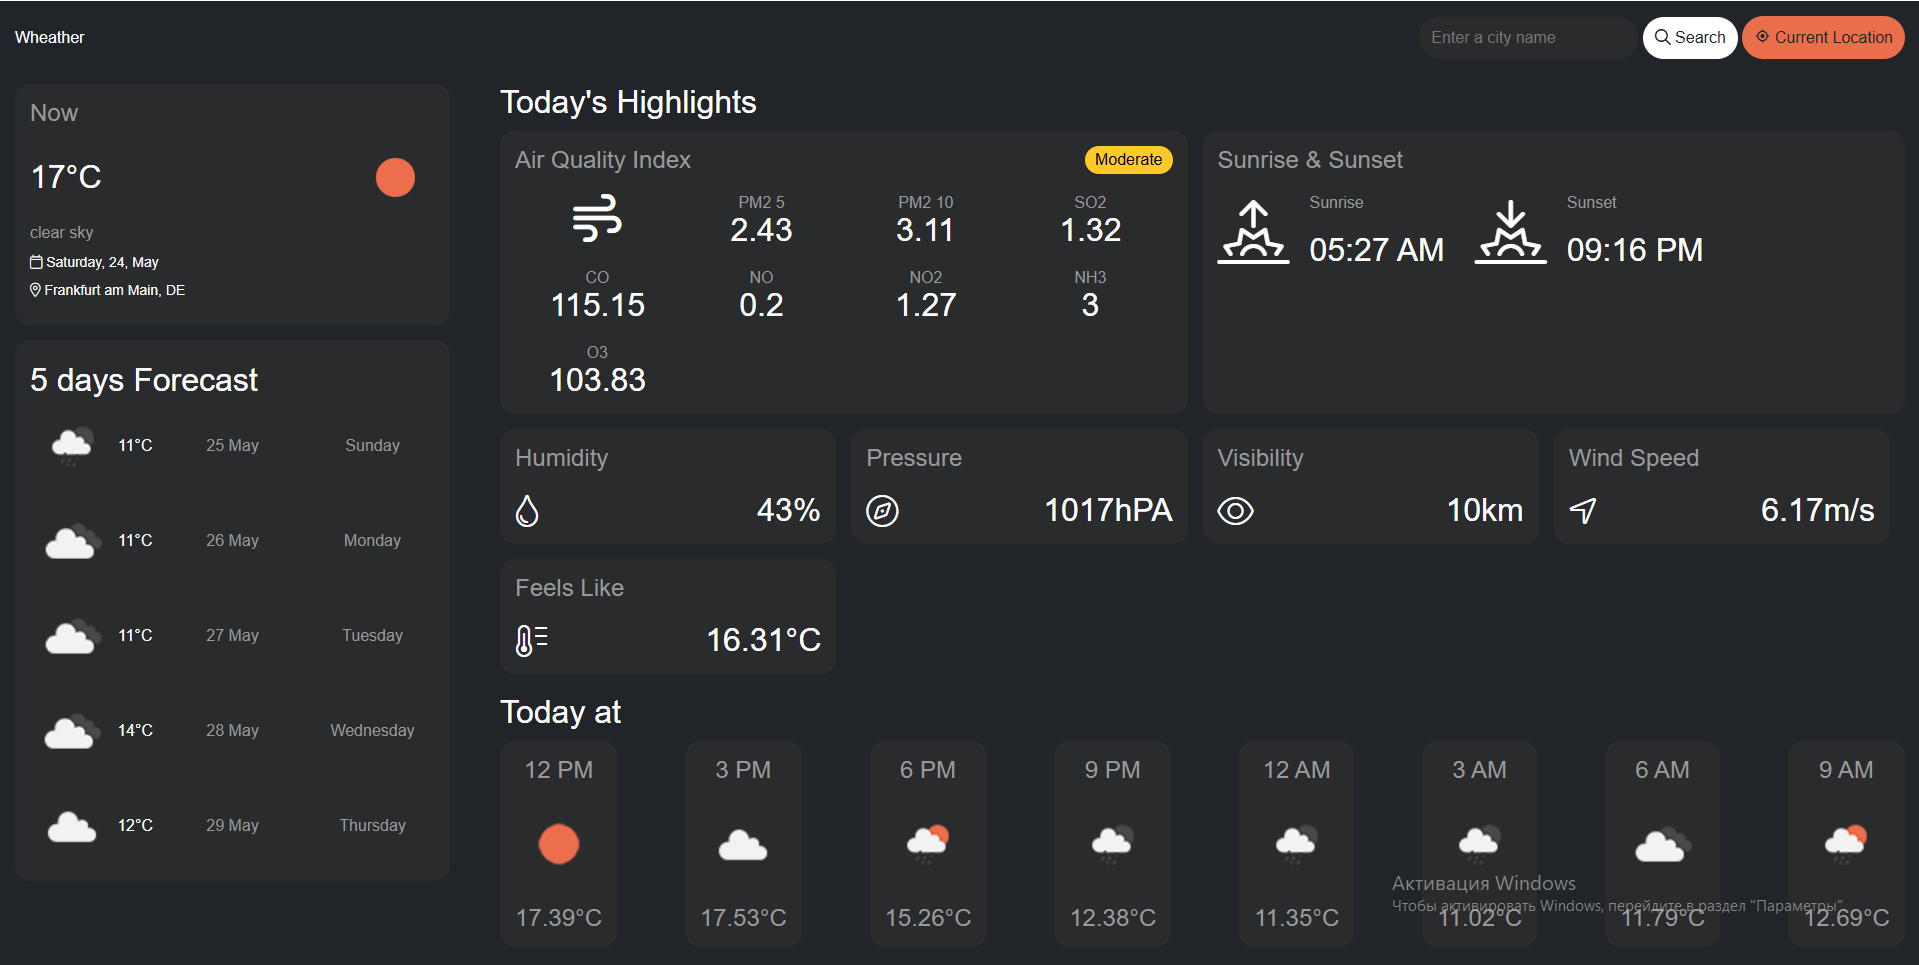 Wheather
Enter a city name
Search
Current Location
Now
17°C
clear sky
Saturday, 24, May
Frankfurt am Main, DE
5 days Forecast
11°C 25 May Sunday
11°C 26 May Monday
11°C 27 May Tuesday
14°C 28 May Wednesday
12°C 29 May Thursday
Today's Highlights
Air Quality Index
Moderate
PM2 5 PM2 10 SO2
2.43 3.11 1.32
CO NO NO2 NH3
115.15 0.2 1.27 3
O3
103.83
Sunrise & Sunset
Sunrise Sunset
05:27 AM 09:16 PM
Humidity
43%
Pressure
1017hPA
Visibility
10km
Wind Speed
6.17m/s
Feels Like
16.31°C
Today at
12 PM 3 PM 6 PM 9 PM 12 AM 3 AM 6 AM 9 AM
17.39°C 17.53°C 15.26°C 12.38°C 11.35°C 11.02°C 11.79°C 12.69°C
Активация Windows
Чтобы активировать Windows, перейдите в раздел "Параметры".